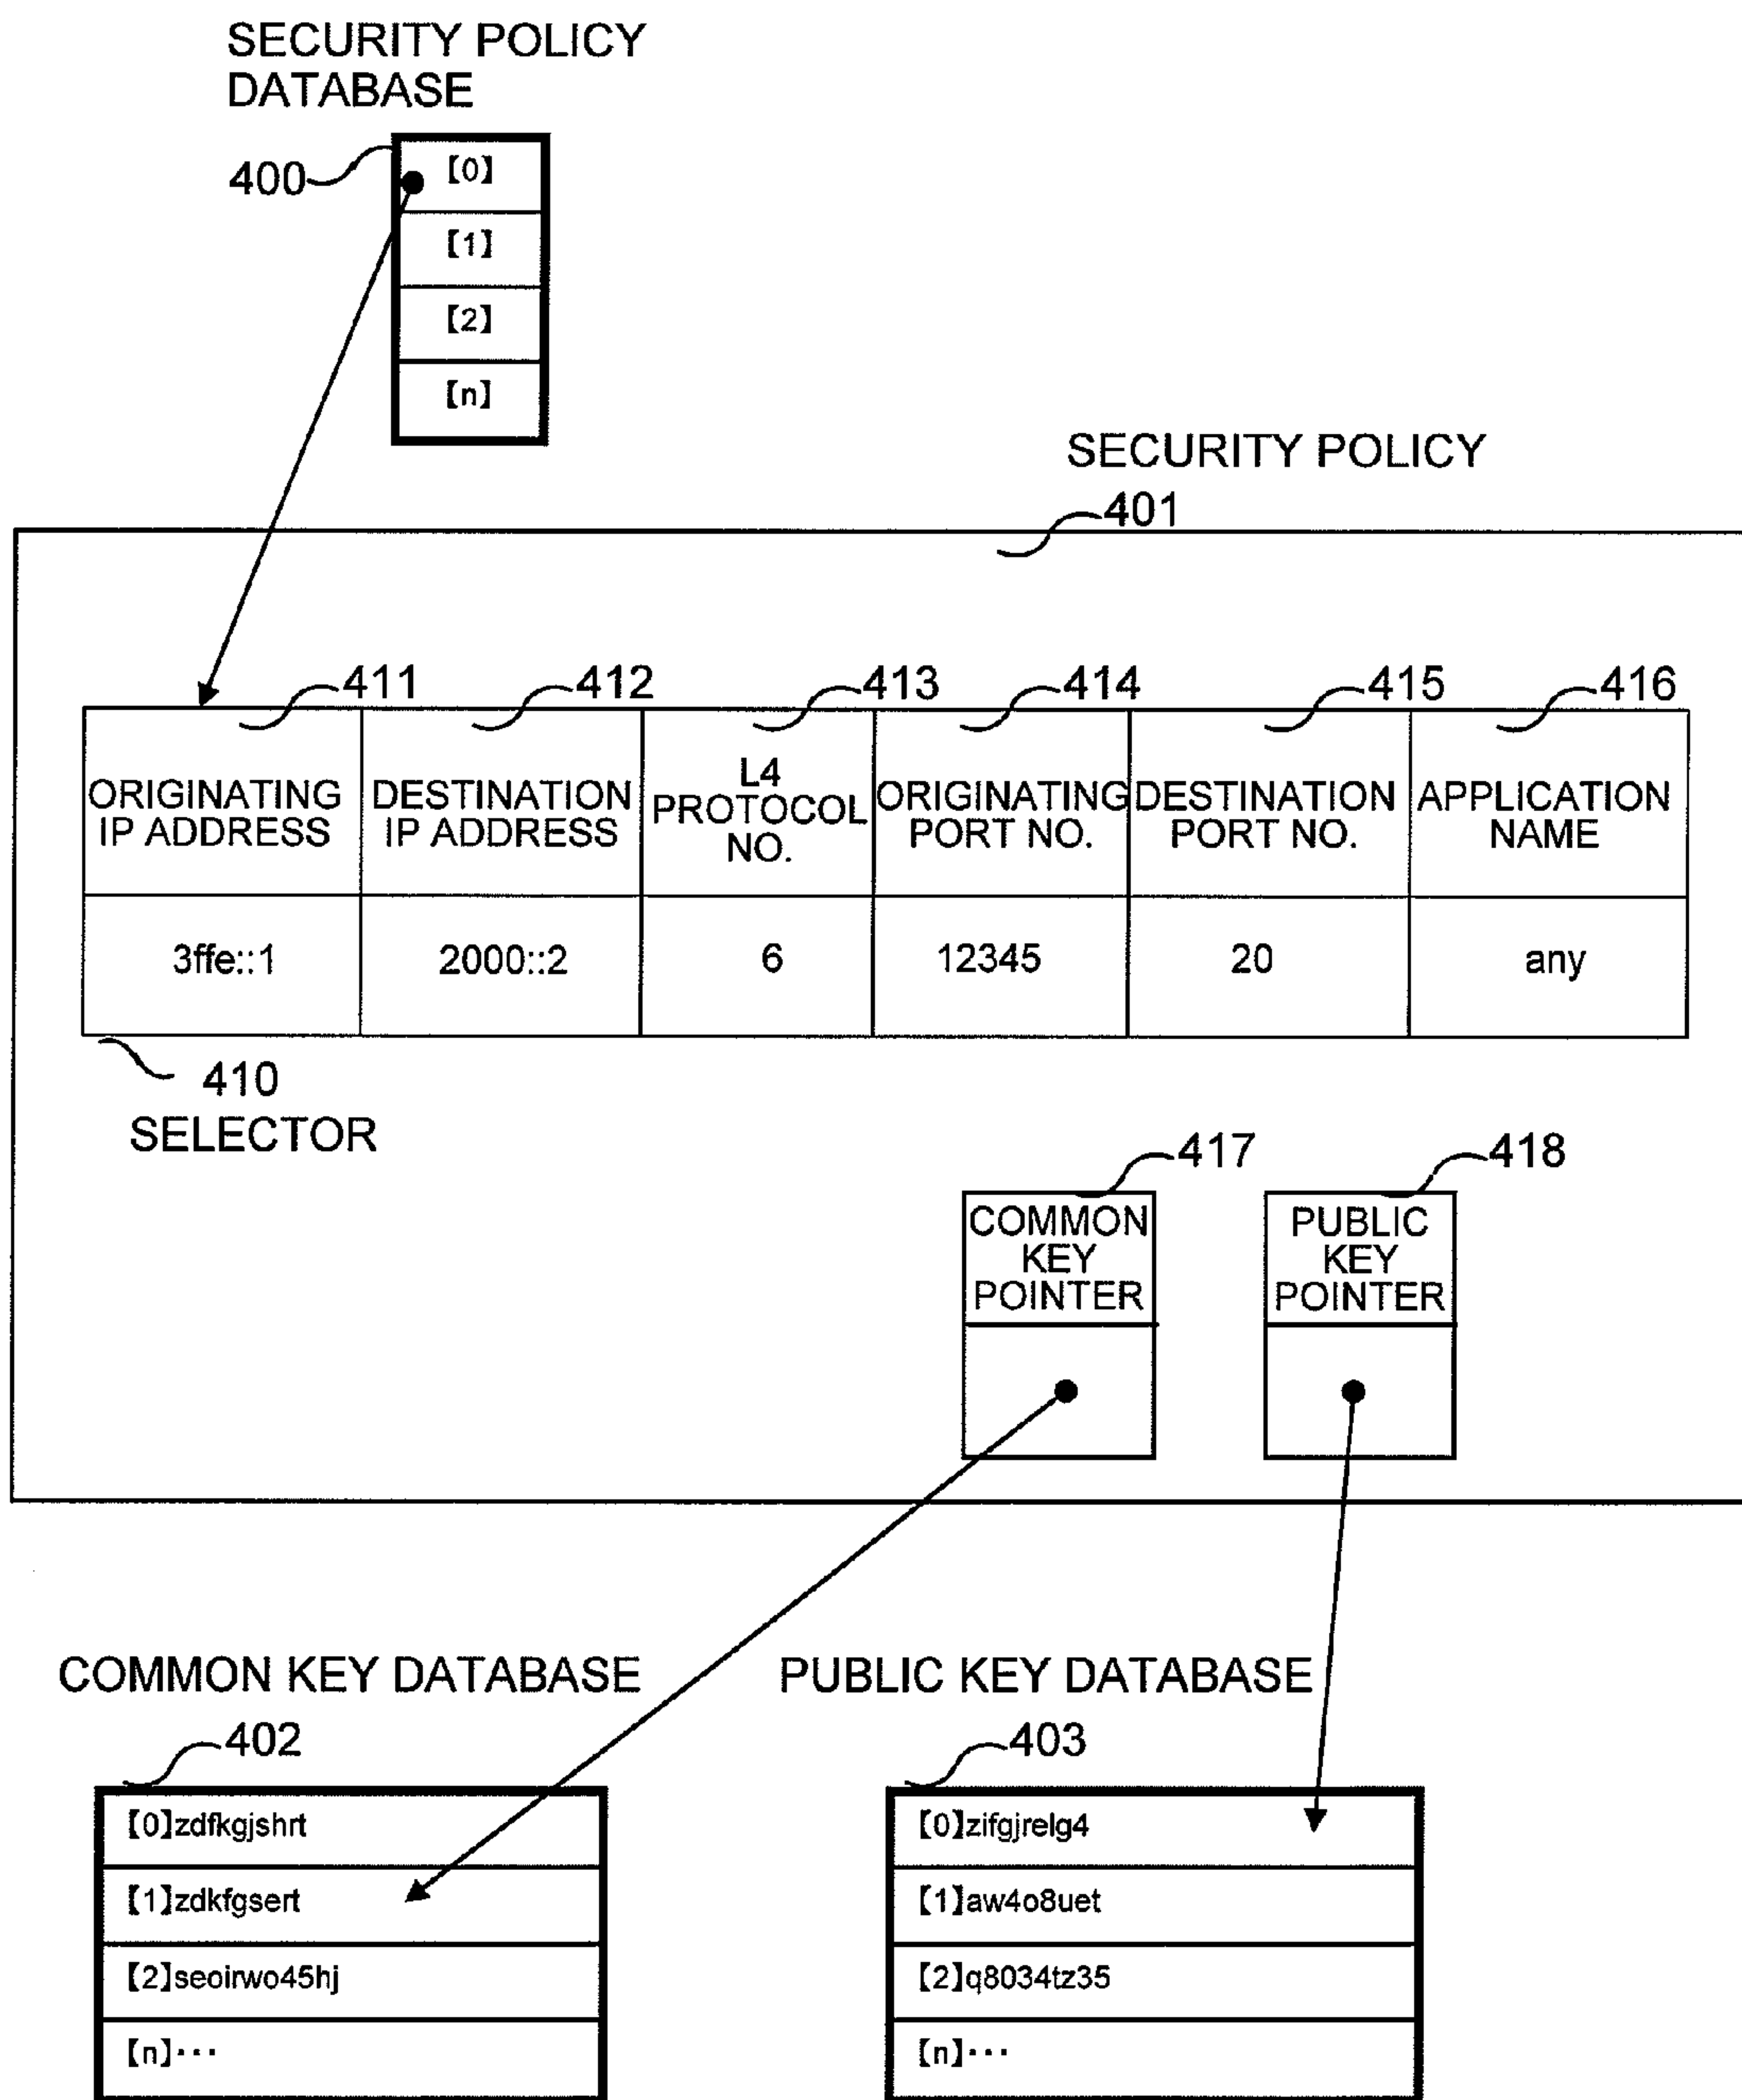 SECURITY POLICY
DATABASE
400
【0】
【1】
【2】
【n】
SECURITY POLICY
401
411
412
413
414
415
416
ORIGINATING
IP ADDRESS
DESTINATION
IP ADDRESS
L4
PROTOCOL
NO.
ORIGINATING
PORT NO.
DESTINATION
PORT NO.
APPLICATION
NAME
3ffe::1
2000::2
6
12345
20
any
410
SELECTOR
417
418
COMMON
KEY
POINTER
PUBLIC
KEY
POINTER
COMMON KEY DATABASE
402
【0】zdfkgjshrt
【1】zdkfgsert
【2】seoirwo45hj
【n】···
PUBLIC KEY DATABASE
403
【0】zifgjrelg4
【1】aw4o8uet
【2】q8034tz35
【n】···